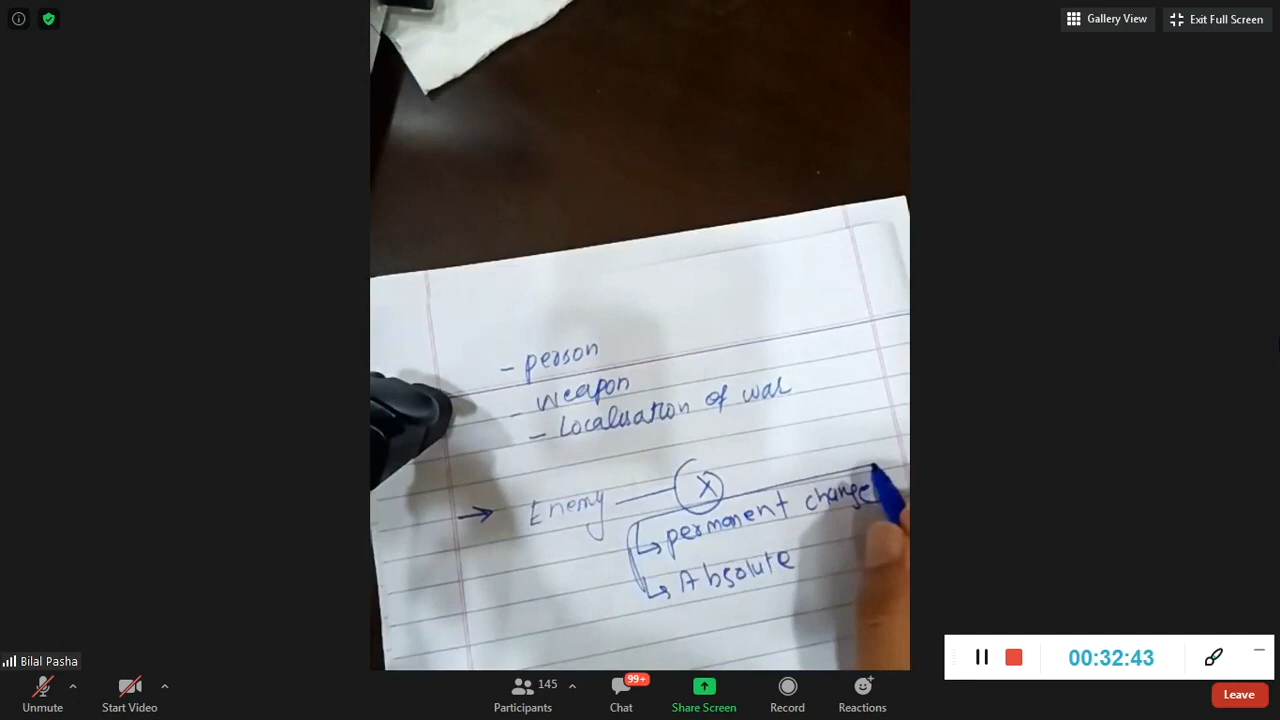 Gallery View
Exit Full Screen
- person
- weapon
- Localisation of war
→ Enemy — X
↳ permanent change
↳ Absolute
Bilal Pasha
00:32:43
Unmute
Start Video
145
Participants
99+
Chat
Share Screen
Record
Reactions
Leave